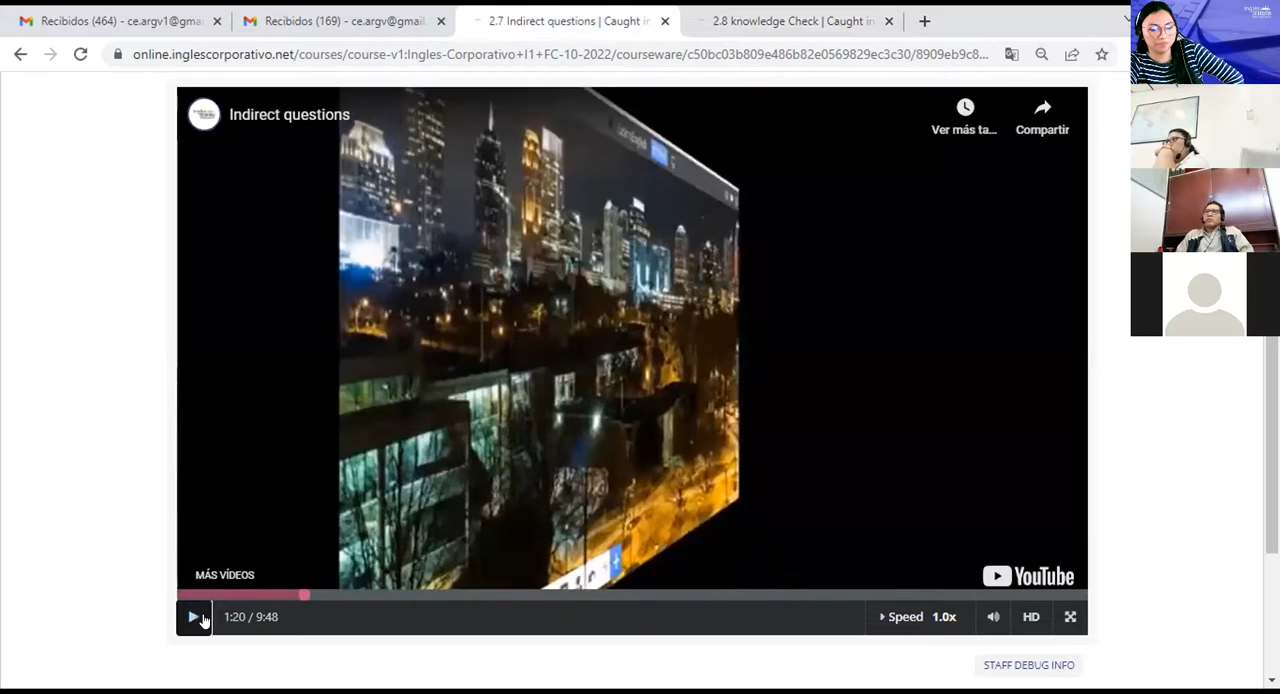 Recibidos (464) - ce.argv1@gma
Recibidos (169) - ce.argv@gmail.
2.7 Indirect questions | Caught in
2.8 knowledge Check | Caught in
online.inglescorporativo.net/courses/course-v1:Ingles-Corporativo+I1+FC-10-2022/courseware/c50bc03b809e486b82e0569829ec3c30/8909eb9c8...
Indirect questions
Ver más ta...
Compartir
MÁS VÍDEOS
YouTube
1:20 / 9:48
Speed 1.0x
HD
STAFF DEBUG INFO